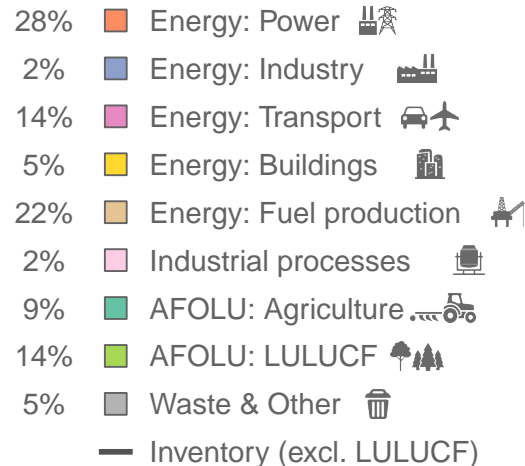 28% Energy: Power
2% Energy: Industry
14% Energy: Transport
5% Energy: Buildings
22% Energy: Fuel production
2% Industrial processes
9% AFOLU: Agriculture
14% AFOLU: LULUCF
5% Waste & Other
Inventory (excl. LULUCF)